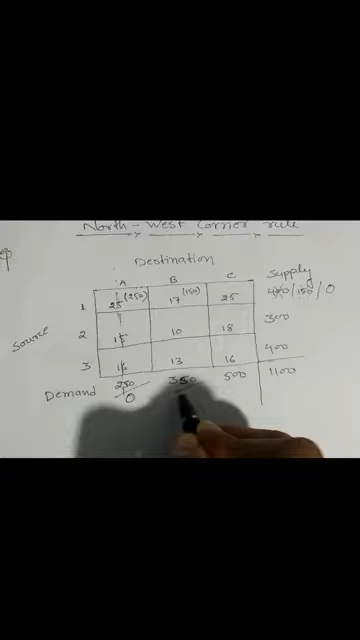 North-West Corner rule
Destination
A B C Supply
1 25 (250) 17 (150) 25 400/150/0
Source
2 15 10 18 300
3 16 13 16 400
Demand 250 350 500 1100
0